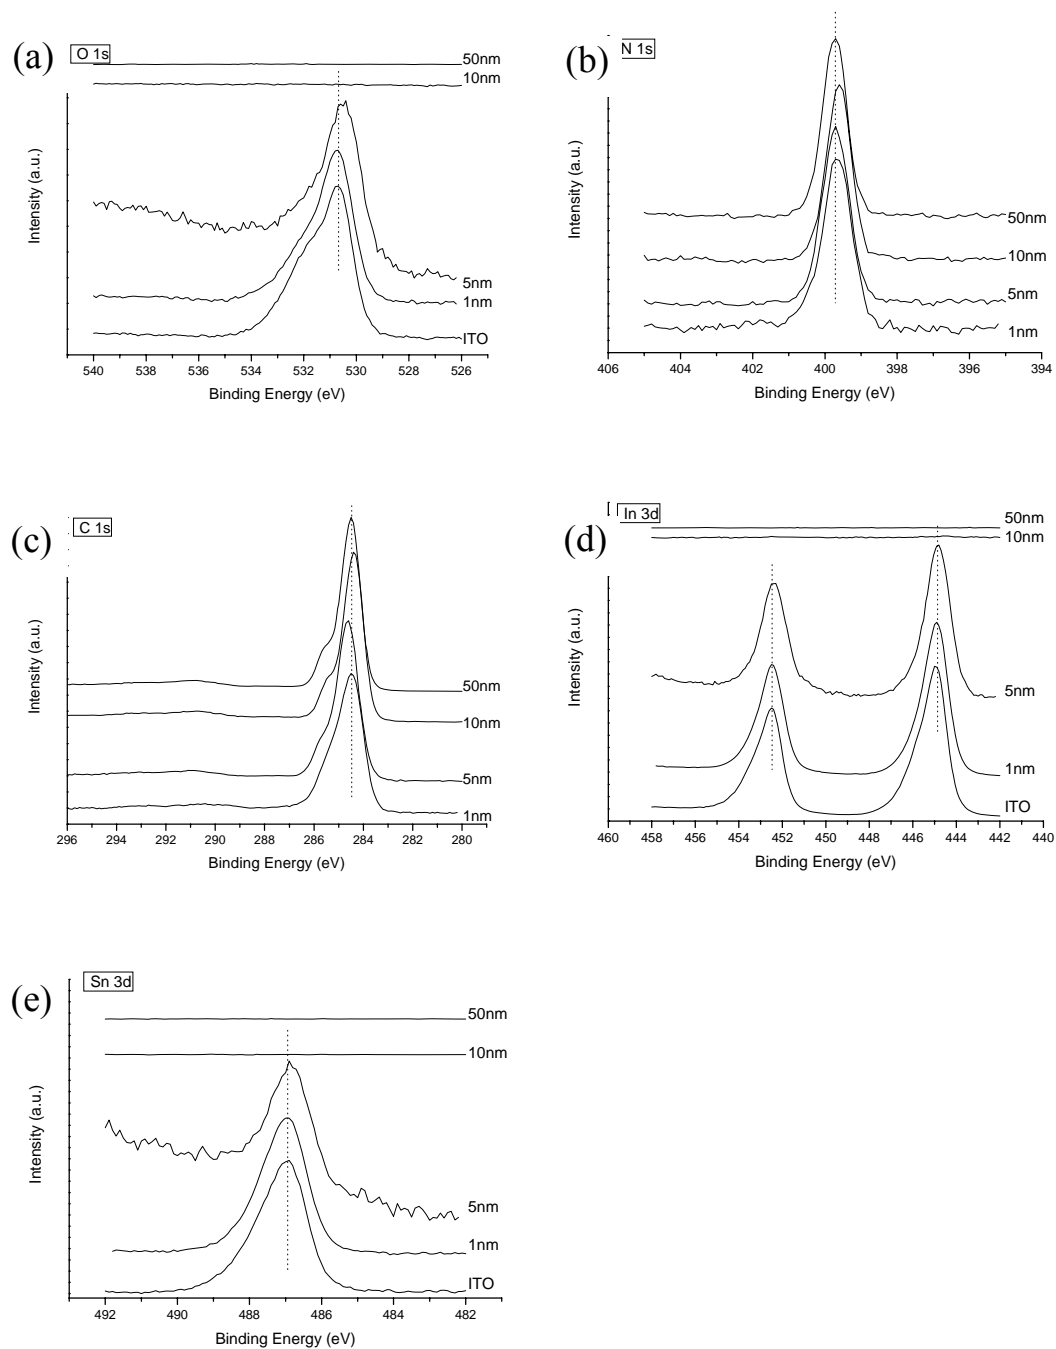 (a)
O 1s
50nm
10nm
5nm
1nm
ITO
Intensity (a.u.)
540 538 536 534 532 530 528 526
Binding Energy (eV)
(b)
N 1s
50nm
10nm
5nm
1nm
Intensity (a.u.)
406 404 402 400 398 396 394
Binding Energy (eV)
(c)
C 1s
50nm
10nm
5nm
1nm
Intensity (a.u.)
296 294 292 290 288 286 284 282 280
Binding Energy (eV)
(d)
In 3d
50nm
10nm
5nm
1nm
ITO
Intensity (a.u.)
460 458 456 454 452 450 448 446 444 442 440
Binding Energy (eV)
(e)
Sn 3d
50nm
10nm
5nm
1nm
ITO
Intensity (a.u.)
492 490 488 486 484 482
Binding Energy (eV)